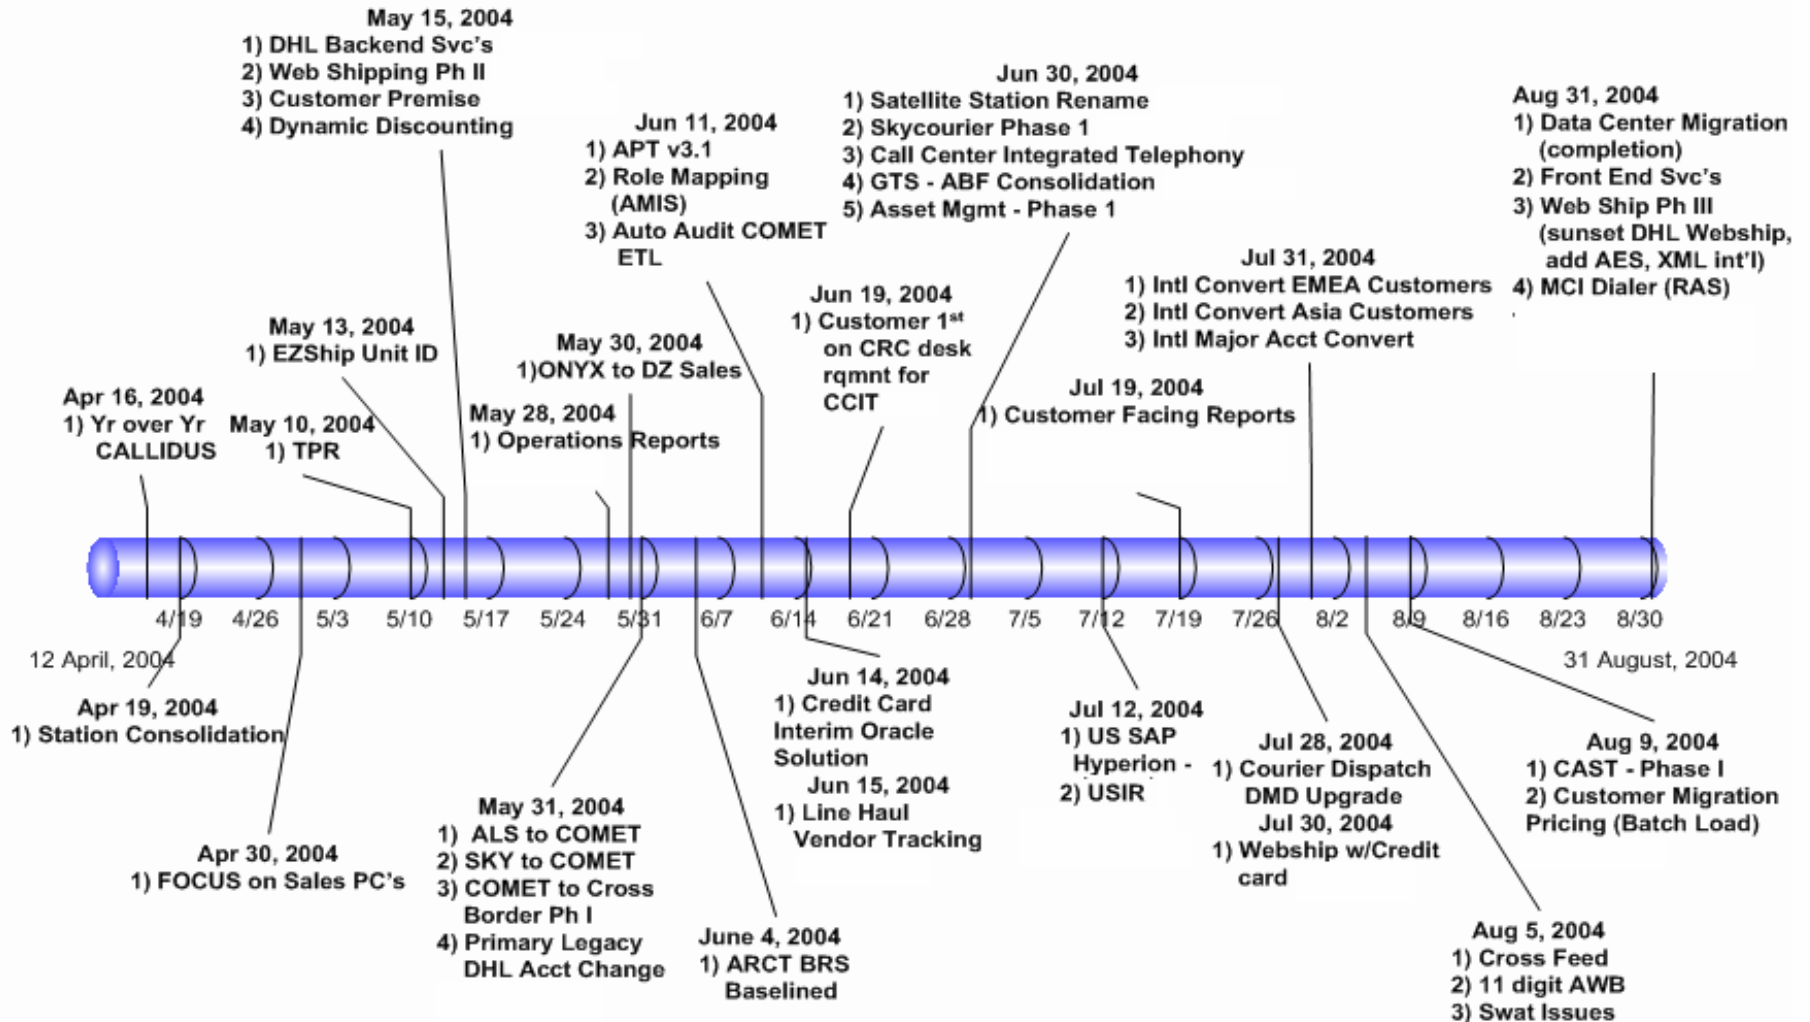 May 15, 2004
1) DHL Backend Svc's
2) Web Shipping Ph II
3) Customer Premise
4) Dynamic Discounting
Jun 11, 2004
1) APT v3.1
2) Role Mapping
(AMIS)
3) Auto Audit COMET
ETL
Jun 30, 2004
1) Satellite Station Rename
2) Skycourier Phase 1
3) Call Center Integrated Telephony
4) GTS - ABF Consolidation
5) Asset Mgmt - Phase 1
Aug 31, 2004
1) Data Center Migration
(completion)
2) Front End Svc's
3) Web Ship Ph III
(sunset DHL Webship,
add AES, XML int'l)
4) MCI Dialer (RAS)
Jul 31, 2004
1) Intl Convert EMEA Customers
2) Intl Convert Asia Customers
3) Intl Major Acct Convert
Jun 19, 2004
1) Customer 1st
on CRC desk
rqmnt for
CCIT
May 13, 2004
1) EZShip Unit ID
May 30, 2004
1)ONYX to DZ Sales
Jul 19, 2004
1) Customer Facing Reports
Apr 16, 2004
1) Yr over Yr
CALLIDUS
May 10, 2004
1) TPR
May 28, 2004
1) Operations Reports
4/19 4/26 5/3 5/10 5/17 5/24 5/31 6/7 6/14 6/21 6/28 7/5 7/12 7/19 7/26 8/2 8/9 8/16 8/23 8/30
12 April, 2004
31 August, 2004
Apr 19, 2004
1) Station Consolidation
Apr 30, 2004
1) FOCUS on Sales PC's
May 31, 2004
1) ALS to COMET
2) SKY to COMET
3) COMET to Cross
Border Ph I
4) Primary Legacy
DHL Acct Change
June 4, 2004
1) ARCT BRS
Baselined
Jun 14, 2004
1) Credit Card
Interim Oracle
Solution
Jun 15, 2004
1) Line Haul
Vendor Tracking
Jul 12, 2004
1) US SAP
Hyperion -
2) USIR
Jul 28, 2004
1) Courier Dispatch
DMD Upgrade
Jul 30, 2004
1) Webship w/Credit
card
Aug 9, 2004
1) CAST - Phase I
2) Customer Migration
Pricing (Batch Load)
Aug 5, 2004
1) Cross Feed
2) 11 digit AWB
3) Swat Issues